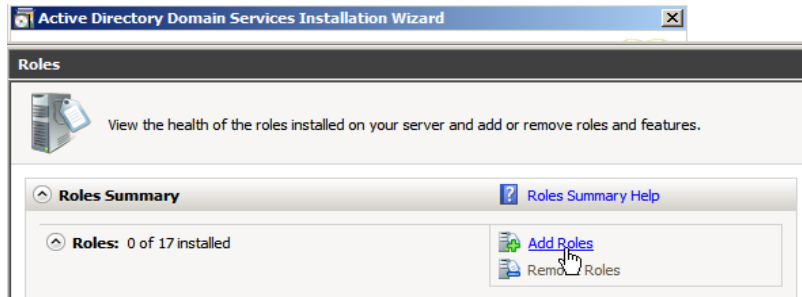 Active Directory Domain Services Installation Wizard
Roles
View the health of the roles installed on your server and add or remove roles and features.
Roles Summary
Roles Summary Help
Roles: 0 of 17 installed
Add Roles
Remove Roles